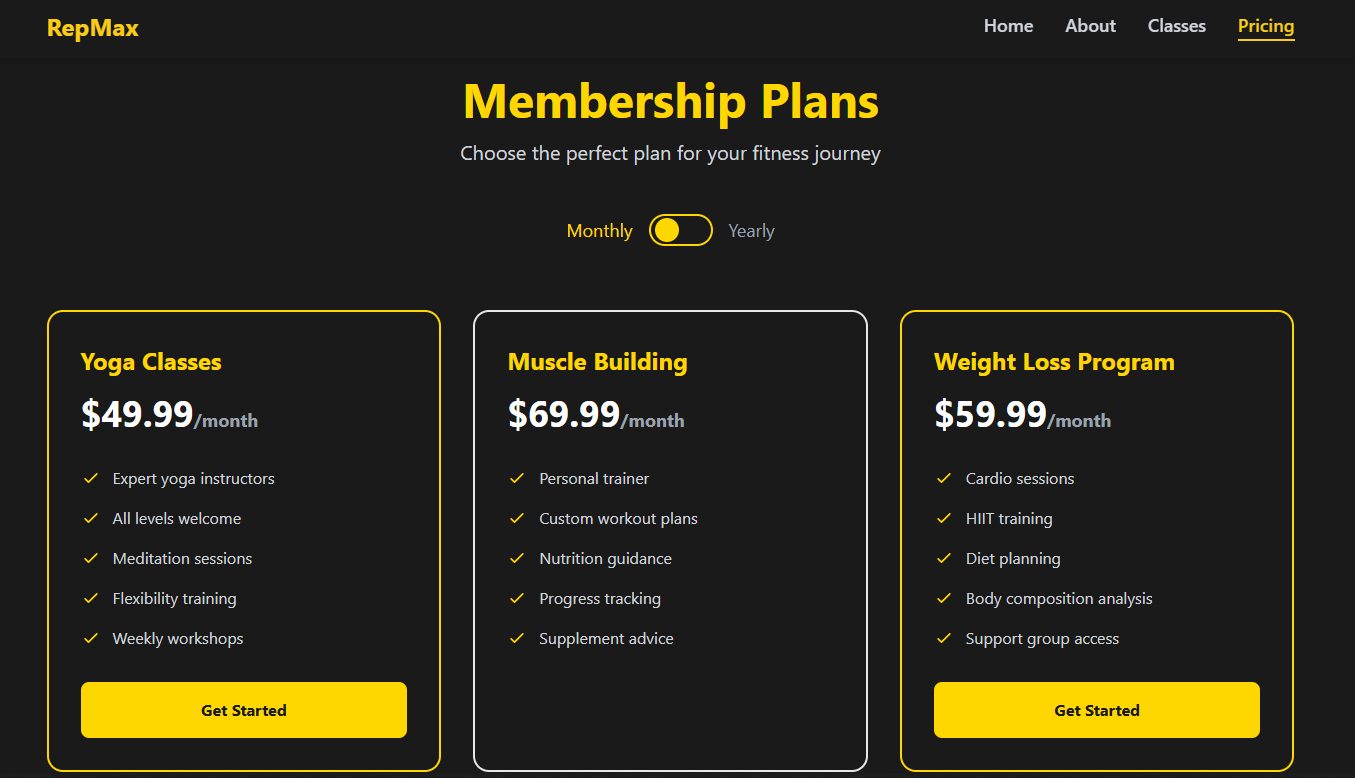 RepMax
Home About Classes Pricing
Membership Plans
Choose the perfect plan for your fitness journey
Monthly Yearly
Yoga Classes
$49.99/month
Expert yoga instructors
All levels welcome
Meditation sessions
Flexibility training
Weekly workshops
Get Started
Muscle Building
$69.99/month
Personal trainer
Custom workout plans
Nutrition guidance
Progress tracking
Supplement advice
Weight Loss Program
$59.99/month
Cardio sessions
HIIT training
Diet planning
Body composition analysis
Support group access
Get Started